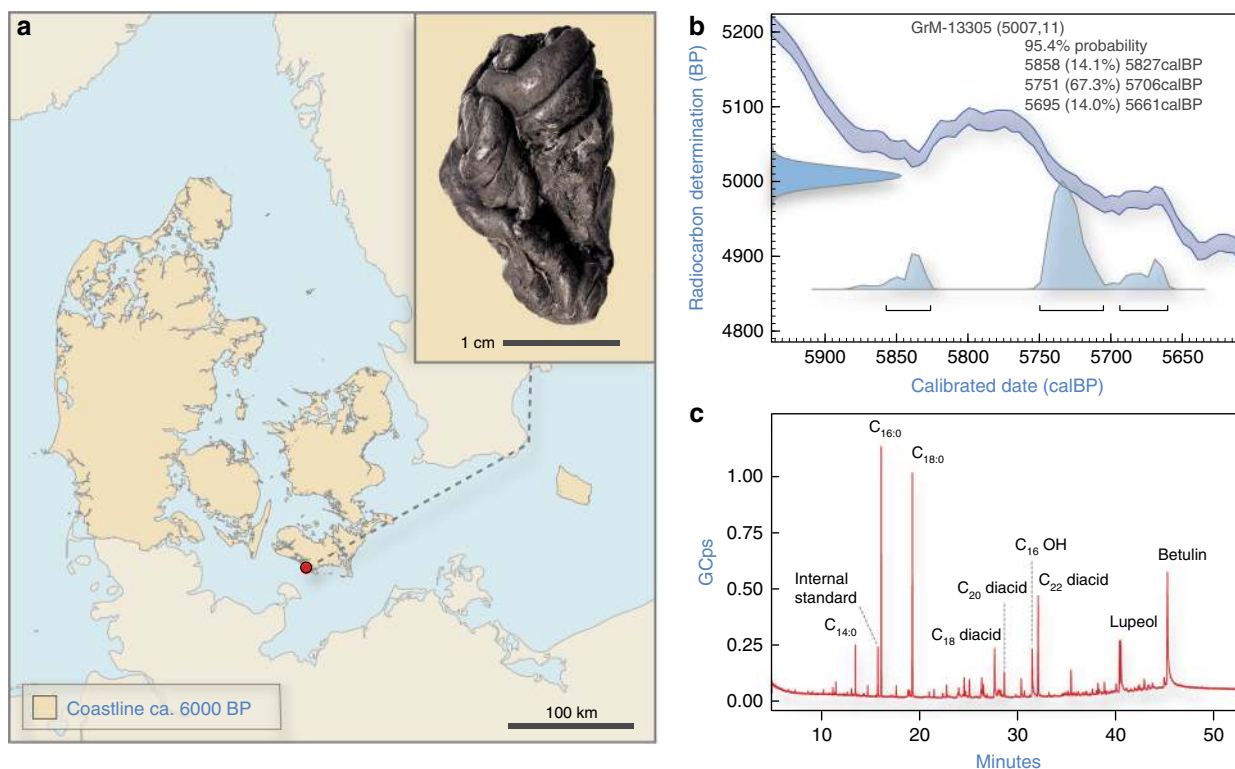 a
1 cm
Coastline ca. 6000 BP
100 km
b
GrM-13305 (5007,11)
95.4% probability
5858 (14.1%) 5827calBP
5751 (67.3%) 5706calBP
5695 (14.0%) 5661calBP
Radiocarbon determination (BP)
5200
5100
5000
4900
4800
5900
5850
5800
5750
5700
5650
Calibrated date (calBP)
c
C16:0
C18:0
C16 OH
Betulin
Internal
standard
C20 diacid
C22 diacid
C14:0
C18 diacid
Lupeol
GCps
1.00
0.75
0.50
0.25
0.00
10
20
30
40
50
Minutes